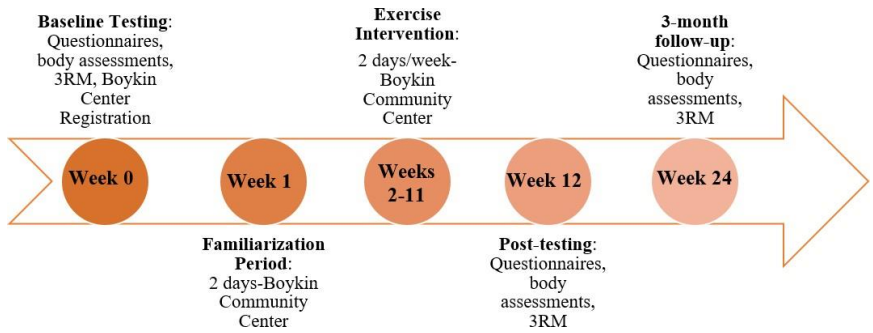 Baseline Testing:
Questionnaires,
body assessments,
3RM, Boykin
Center
Registration
Week 0
Week 1
Familiarization
Period:
2 days-Boykin
Community
Center
Exercise
Intervention:
2 days/week-
Boykin
Community
Center
Weeks
2-11
Week 12
Post-testing:
Questionnaires,
body
assessments,
3RM
3-month
follow-up:
Questionnaires,
body
assessments,
3RM
Week 24